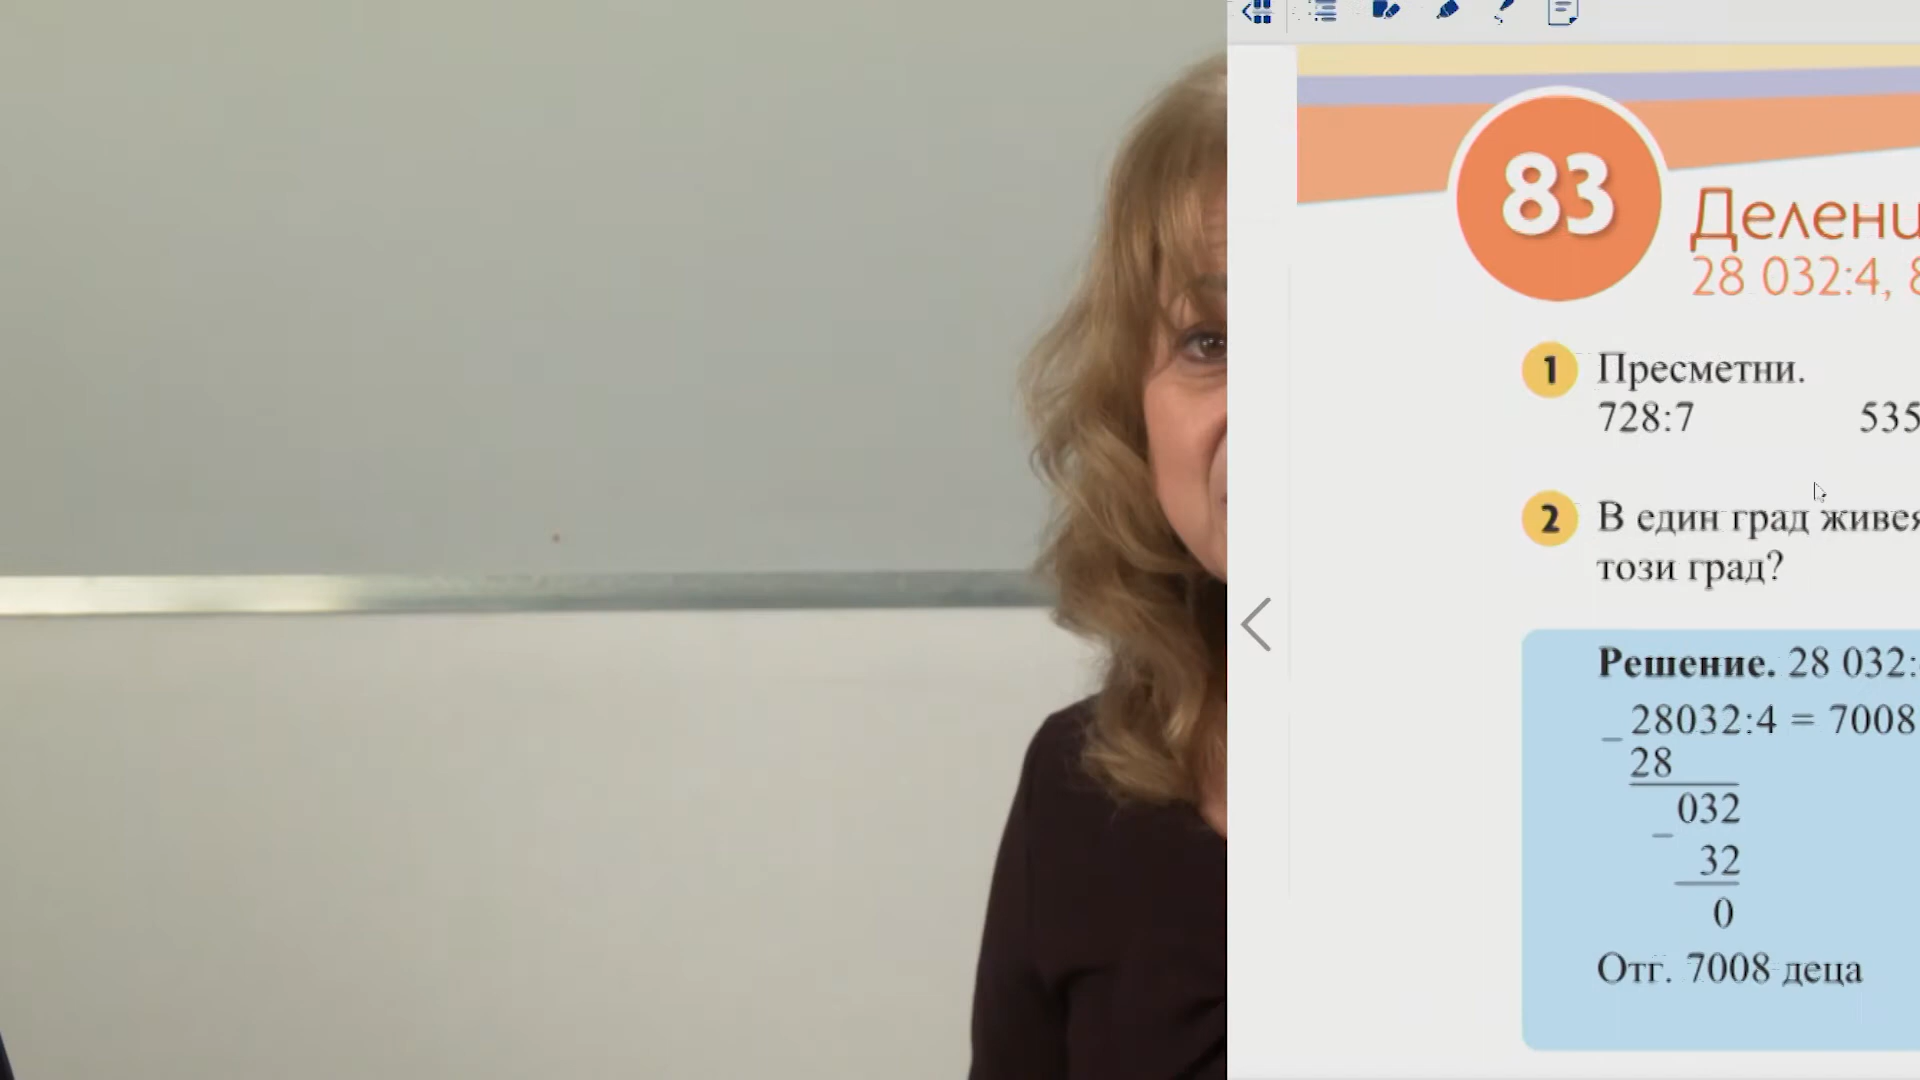 83
Делени
28 032:4, 8
1 Пресметни.
728:7 535
2 В един град живея
този град?
Решение. 28 032:
_ 28032:4 = 7008
28
032
_
32
0
Отг. 7008 деца